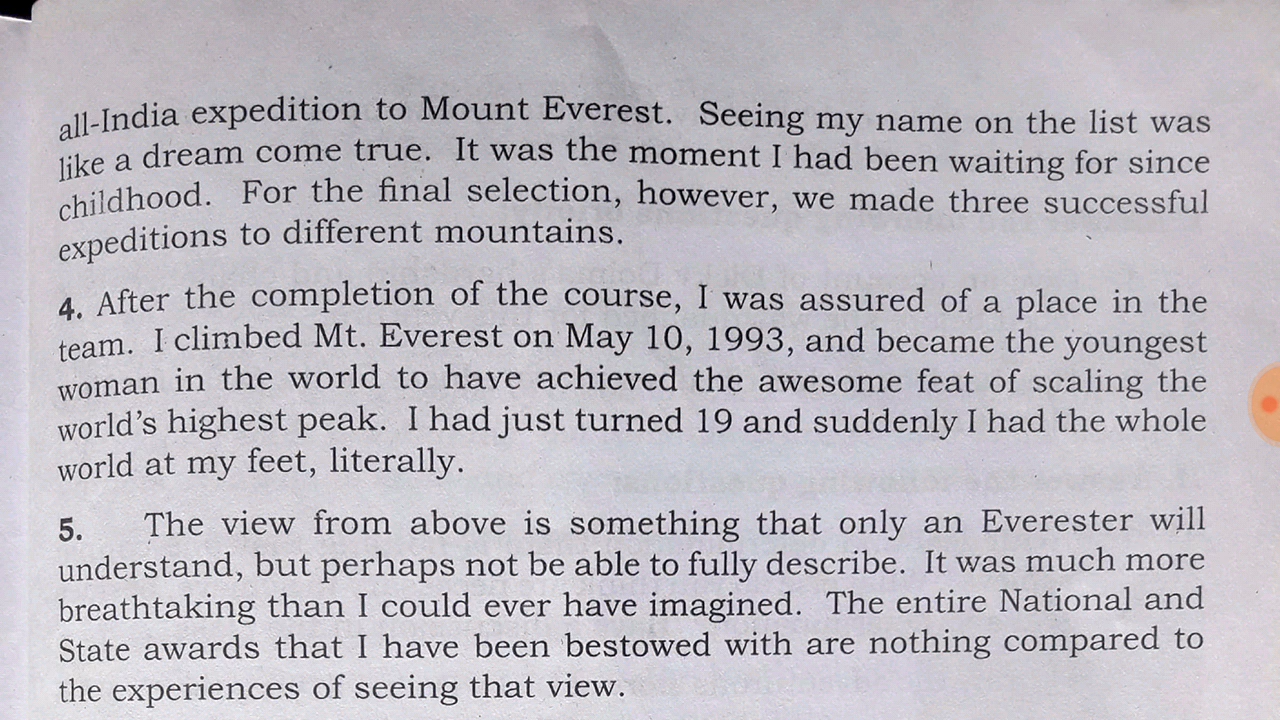 all-India expedition to Mount Everest. Seeing my name on the list was
like a dream come true. It was the moment I had been waiting for since
childhood. For the final selection, however, we made three successful
expeditions to different mountains.
4. After the completion of the course, I was assured of a place in the
team. I climbed Mt. Everest on May 10, 1993, and became the youngest
woman in the world to have achieved the awesome feat of scaling the
world's highest peak. I had just turned 19 and suddenly I had the whole
world at my feet, literally.
5. The view from above is something that only an Everester will
understand, but perhaps not be able to fully describe. It was much more
breathtaking than I could ever have imagined. The entire National and
State awards that I have been bestowed with are nothing compared to
the experiences of seeing that view.